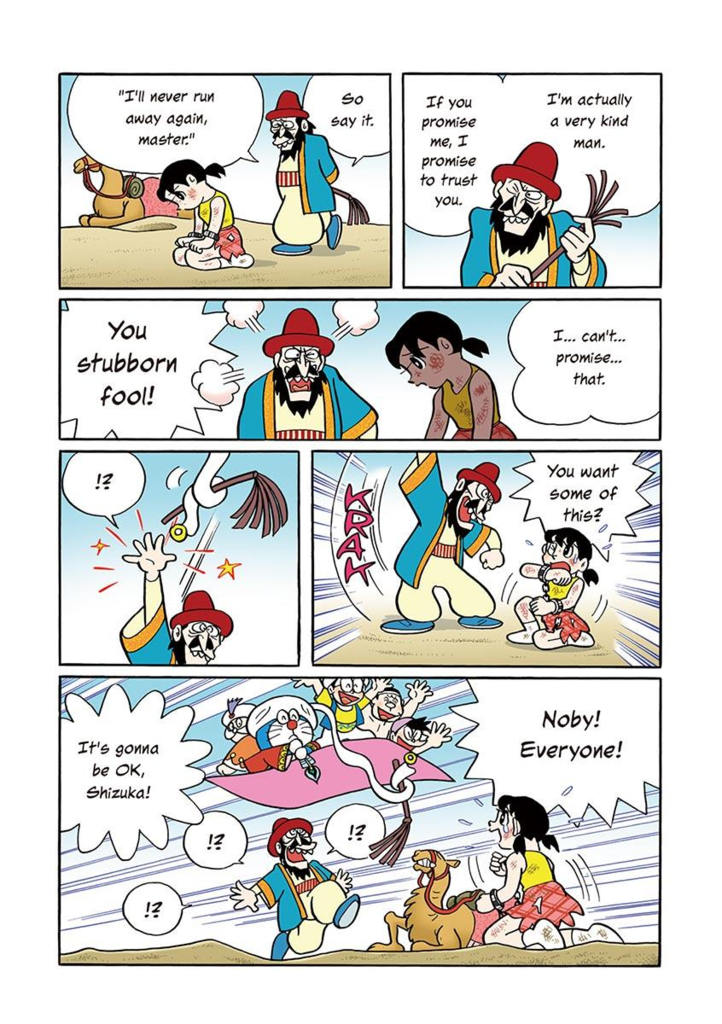 So
say it.
"I'll never run
away again,
master."
If you
promise
me, I
promise
to trust
you.
I'm actually
a very kind
man.
You
stubborn
fool!
I... can't...
promise...
that.
!?
KRAK
You want
some of
this?
It's gonna
be OK,
Shizuka!
Noby!
Everyone!
!?
!?
!?